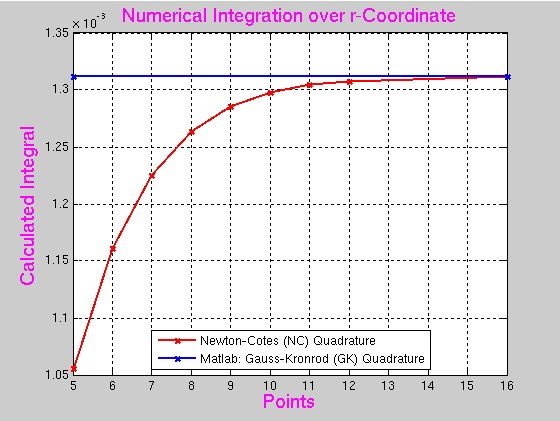 Numerical Integration over r-Coordinate
× 10⁻³
1.35
1.3
1.25
1.2
1.15
1.1
1.05
Calculated Integral
Newton-Cotes (NC) Quadrature
Matlab: Gauss-Kronrod (GK) Quadrature
5 6 7 8 9 10 11 12 13 14 15 16
Points